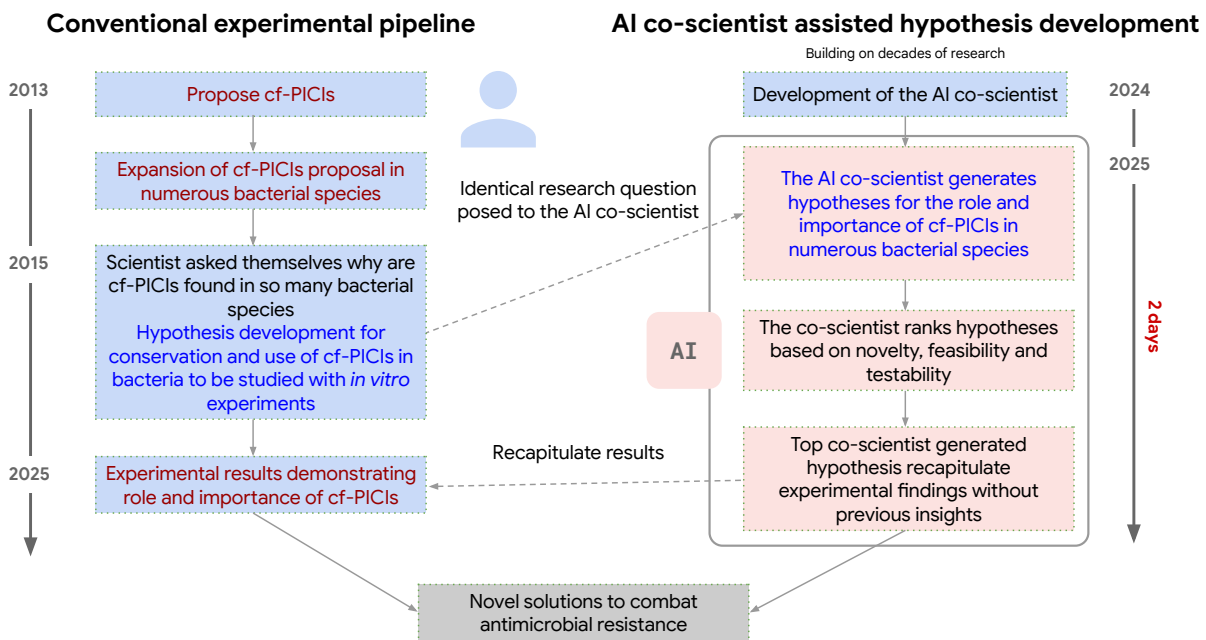 Conventional experimental pipeline
AI co-scientist assisted hypothesis development
Building on decades of research
2013
Propose cf-PICIs
Expansion of cf-PICIs proposal in
numerous bacterial species
2015
Scientist asked themselves why are
cf-PICIs found in so many bacterial
species
Hypothesis development for
conservation and use of cf-PICIs in
bacteria to be studied with in vitro
experiments
2025
Experimental results demonstrating
role and importance of cf-PICIs
Identical research question
posed to the AI co-scientist
AI
Recapitulate results
Development of the AI co-scientist
2024
2025
The AI co-scientist generates
hypotheses for the role and
importance of cf-PICIs in
numerous bacterial species
The co-scientist ranks hypotheses
based on novelty, feasibility and
testability
2 days
Top co-scientist generated
hypothesis recapitulate
experimental findings without
previous insights
Novel solutions to combat
antimicrobial resistance